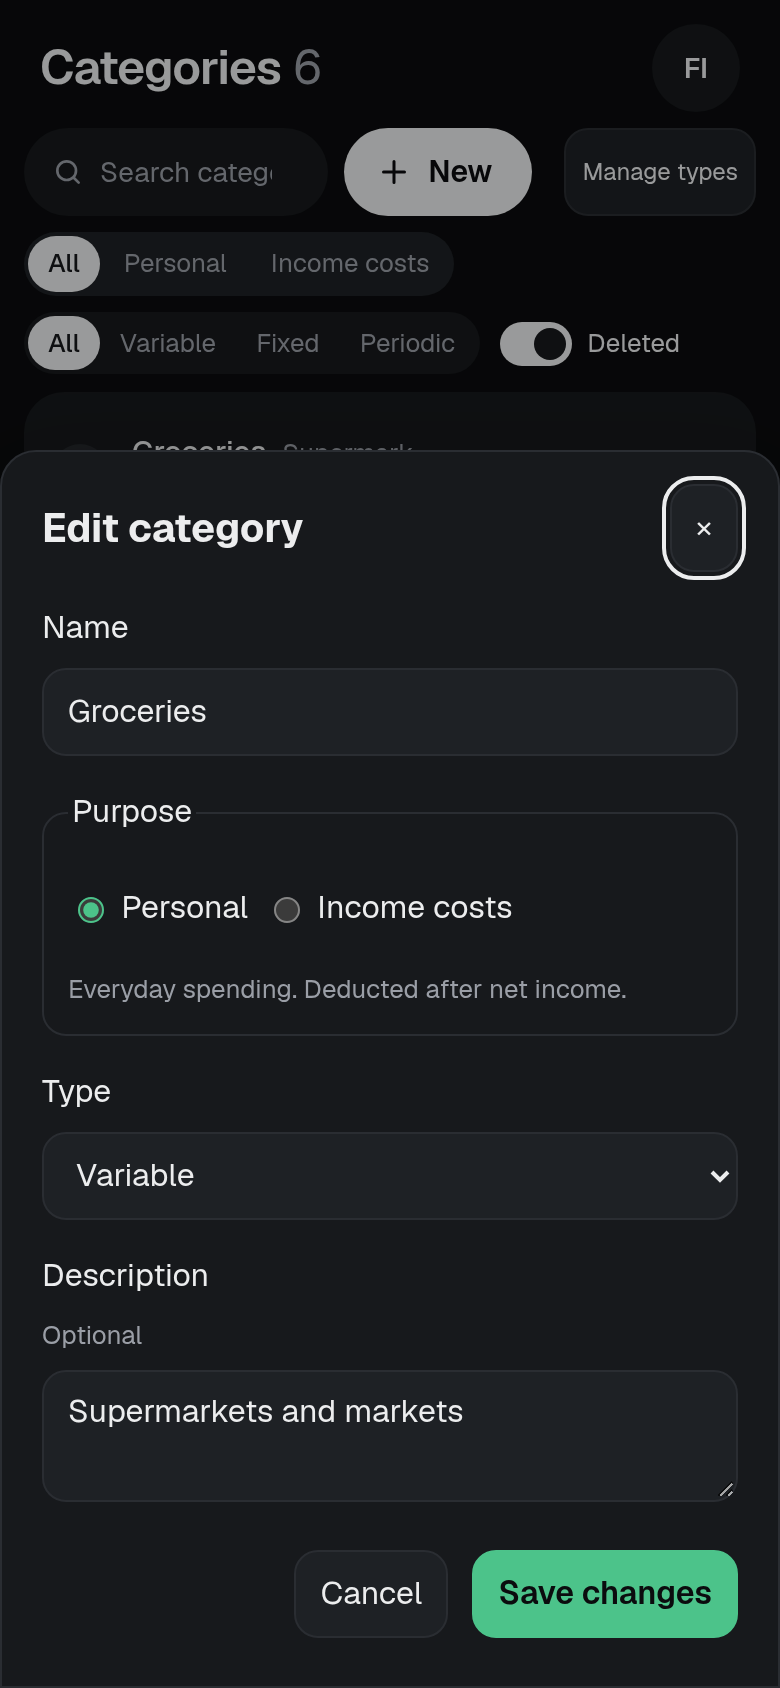 Categories 6
FI
Search categ
New
Manage types
All
Personal
Income costs
All
Variable
Fixed
Periodic
Deleted
Groceries Supermark
Edit category
×
Name
Groceries
Purpose
Personal
Income costs
Everyday spending. Deducted after net income.
Type
Variable
Description
Optional
Supermarkets and markets
Cancel
Save changes